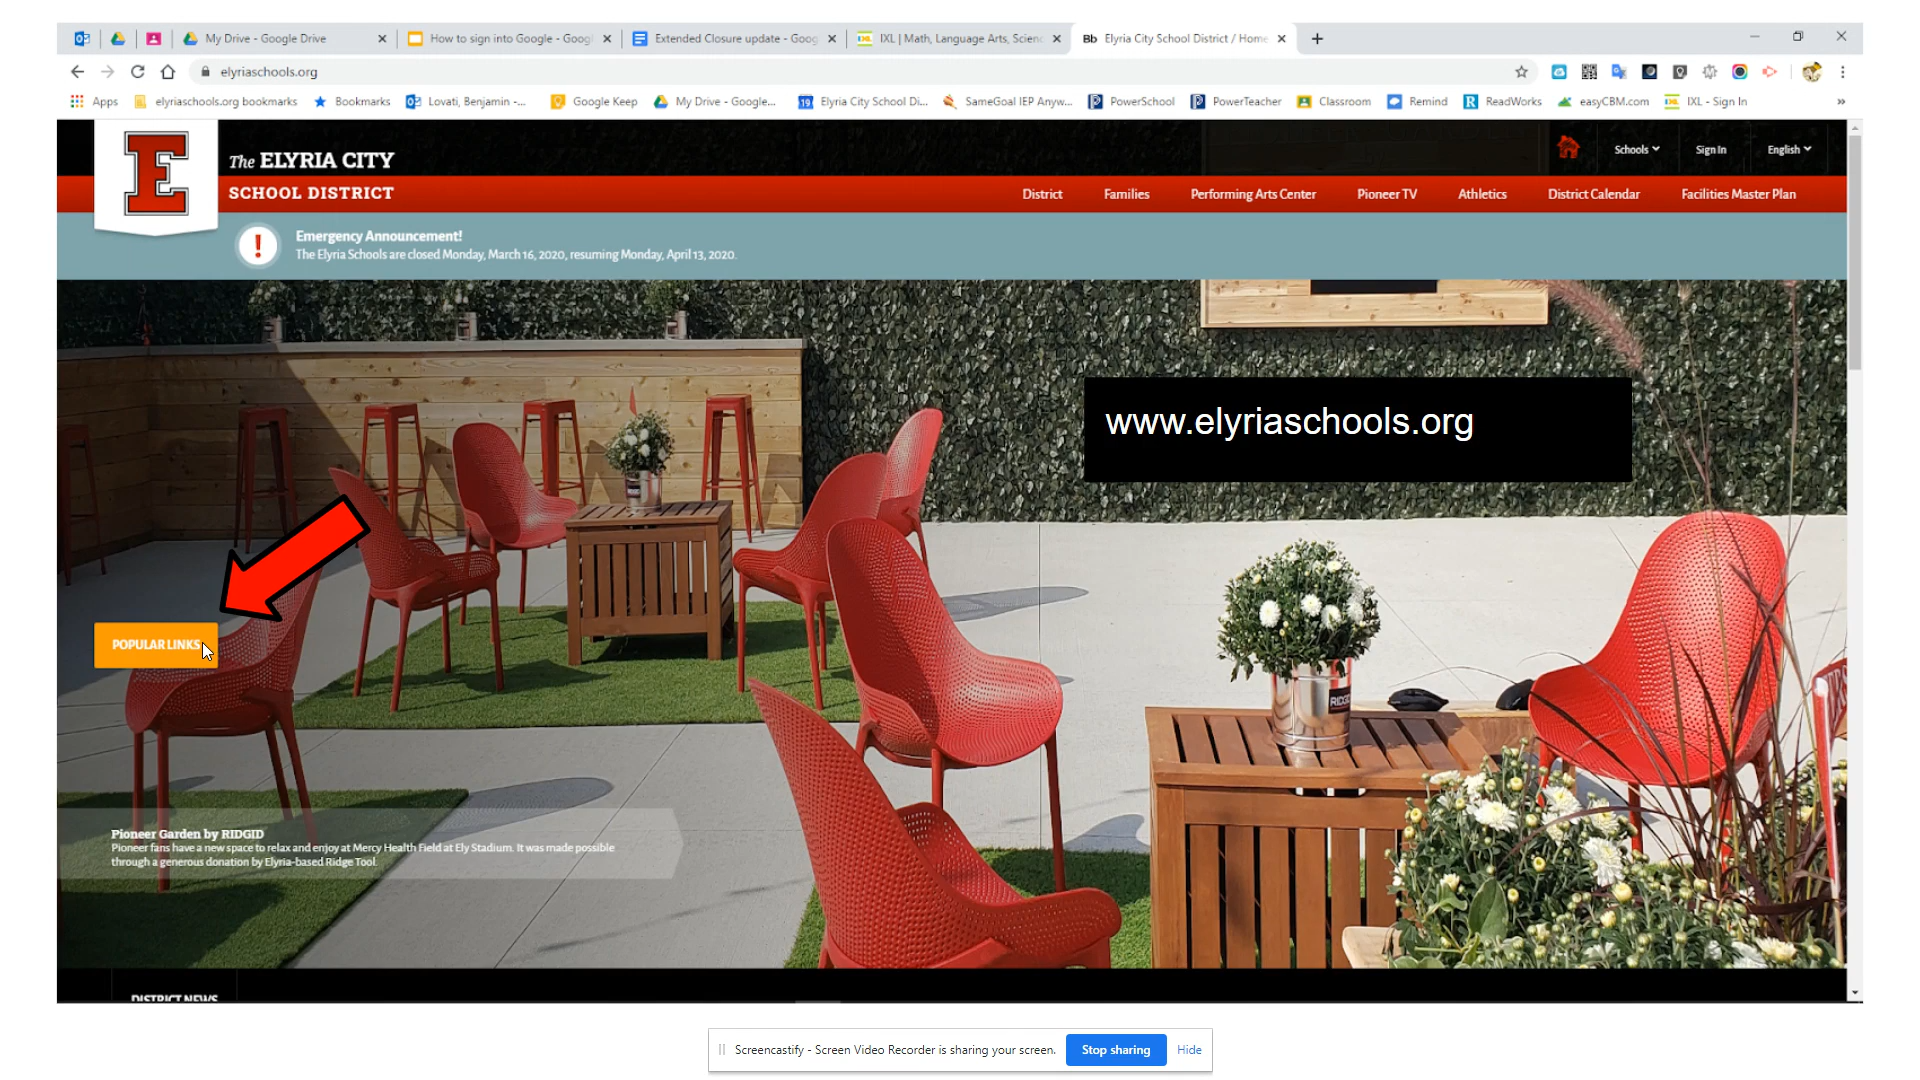 My Drive - Google Drive
How to sign into Google - Googl
Extended Closure update - Goog
IXL | Math, Language Arts, Scienc
Bb Elyria City School District / Home
elyriaschools.org
Apps
elyriaschools.org bookmarks
Bookmarks
Lovati, Benjamin -...
Google Keep
My Drive - Google...
Elyria City School Di...
SameGoal IEP Anyw...
PowerSchool
PowerTeacher
Classroom
Remind
ReadWorks
easyCBM.com
IXL - Sign In
E
The ELYRIA CITY
SCHOOL DISTRICT
Schools
Sign In
English
District
Families
Performing Arts Center
Pioneer TV
Athletics
District Calendar
Facilities Master Plan
Emergency Announcement!
The Elyria Schools are closed Monday, March 16, 2020, resuming Monday, April 13, 2020.
www.elyriaschools.org
POPULAR LINKS
RIDGID
Pioneer Garden by RIDGID
Pioneer fans have a new space to relax and enjoy at Mercy Health Field at Ely Stadium. It was made possible
through a generous donation by Elyria-based Ridge Tool.
DISTRICT NEWS
Screencastify - Screen Video Recorder is sharing your screen.
Stop sharing
Hide